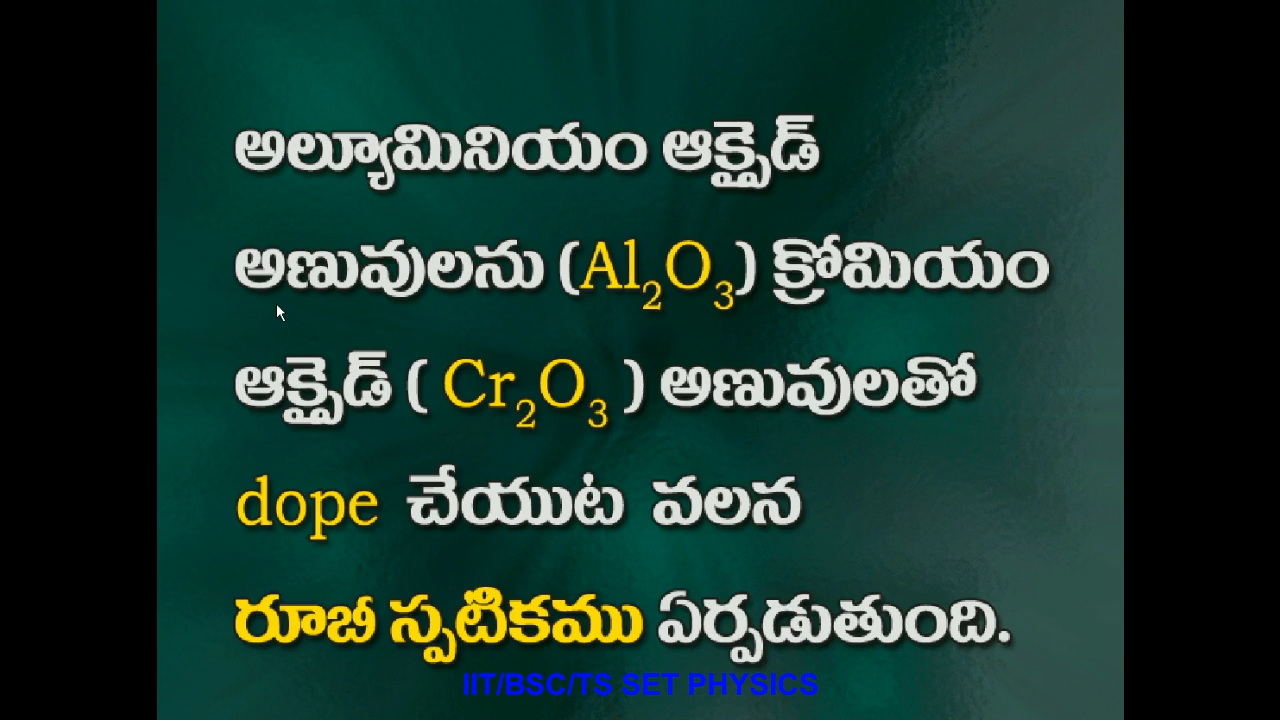 అల్యూమినియం ఆక్సైడ్
అణువులను (Al₂O₃) క్రోమియం
ఆక్సైడ్ ( Cr₂O₃ ) అణువులతో
dope చేయుట వలన
రూబీ స్పటికము ఏర్పడుతుంది.
IIT/BSC/TS SET PHYSICS